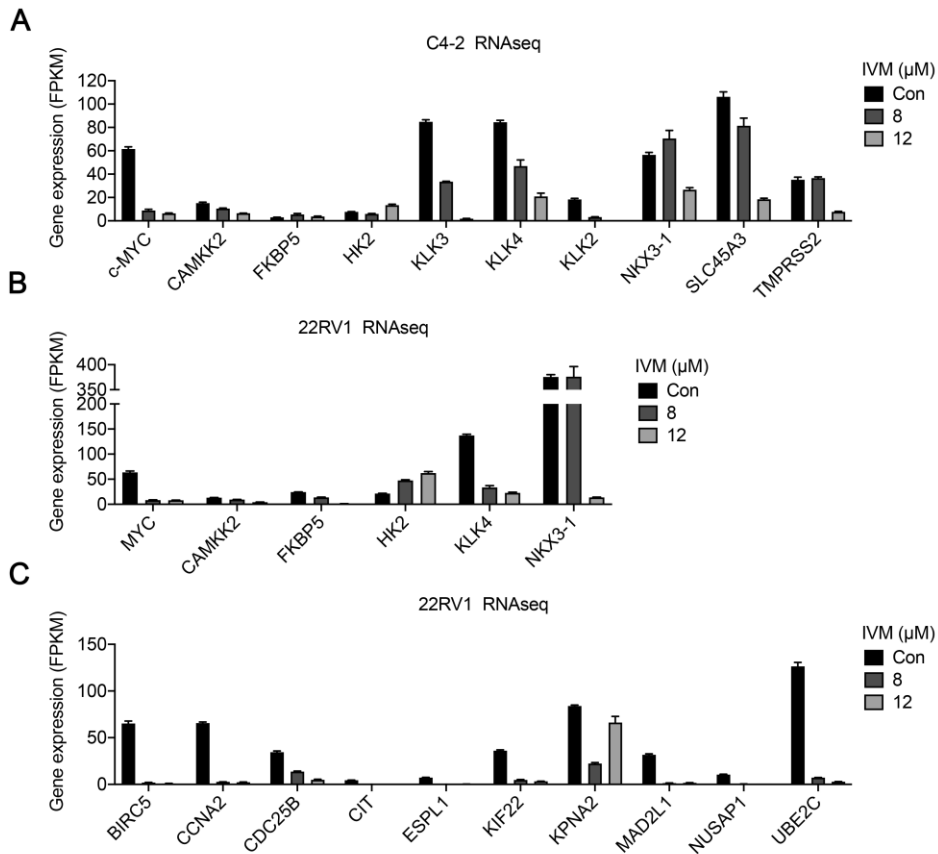 A
C4-2 RNAseq
Gene expression (FPKM)
120
100
80
60
40
20
0
c-MYC
CAMKK2
FKBP5
HK2
KLK3
KLK4
KLK2
NKX3-1
SLC45A3
TMPRSS2
IVM (µM)
Con
8
12
B
22RV1 RNAseq
Gene expression (FPKM)
400
350
200
150
100
50
0
MYC
CAMKK2
FKBP5
HK2
KLK4
NKX3-1
IVM (µM)
Con
8
12
C
22RV1 RNAseq
Gene expression (FPKM)
150
100
50
0
BIRC5
CCNA2
CDC25B
CIT
ESPL1
KIF22
KPNA2
MAD2L1
NUSAP1
UBE2C
IVM (µM)
Con
8
12